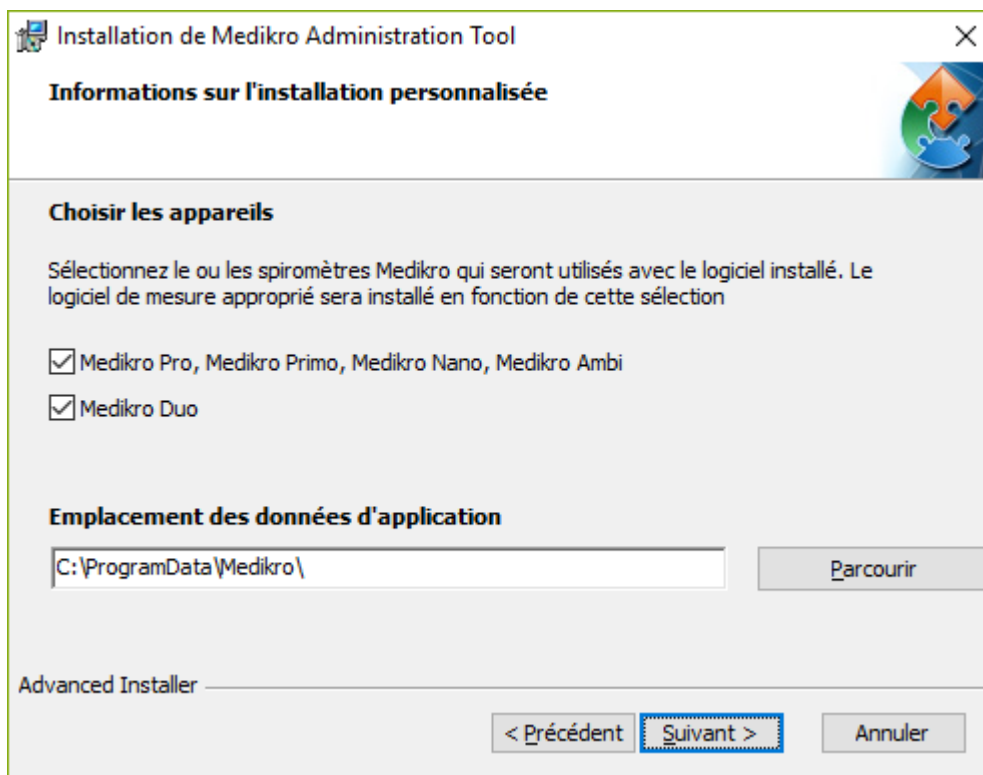 Installation de Medikro Administration Tool
Informations sur l'installation personnalisée
Choisir les appareils
Sélectionnez le ou les spiromètres Medikro qui seront utilisés avec le logiciel installé. Le
logiciel de mesure approprié sera installé en fonction de cette sélection
Medikro Pro, Medikro Primo, Medikro Nano, Medikro Ambi
Medikro Duo
Emplacement des données d'application
C:\ProgramData\Medikro\
Parcourir
Advanced Installer
< Précédent
Suivant >
Annuler